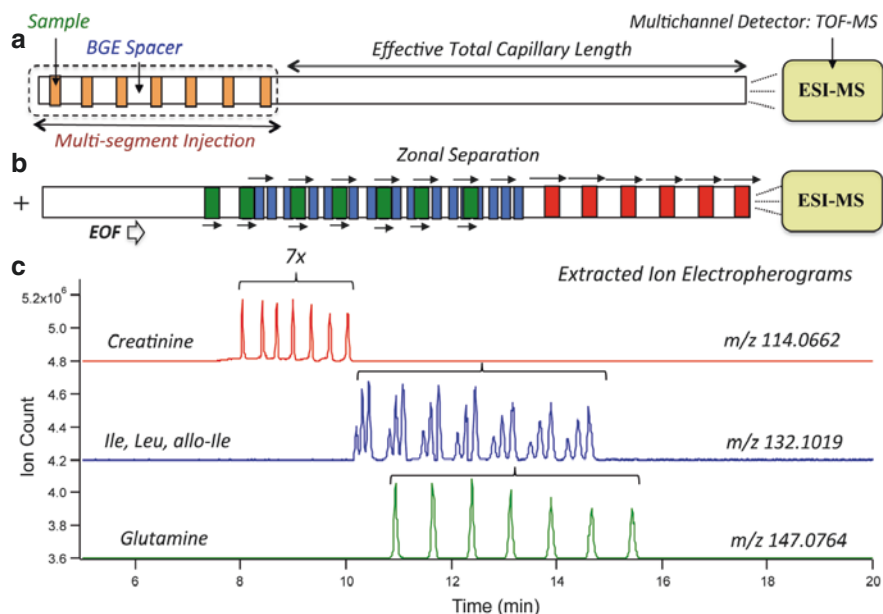 Sample
Multichannel Detector: TOF-MS
a
BGE Spacer
Effective Total Capillary Length
ESI-MS
Multi-segment Injection
b
Zonal Separation
+
ESI-MS
EOF
c
7x
Extracted Ion Electropherograms
5.2x10⁶
5.0
Creatinine
m/z 114.0662
4.8
4.6
4.4
Ile, Leu, allo-Ile
m/z 132.1019
4.2
4.0
3.8
Glutamine
m/z 147.0764
3.6
Ion Count
6 8 10 12 14 16 18 20
Time (min)